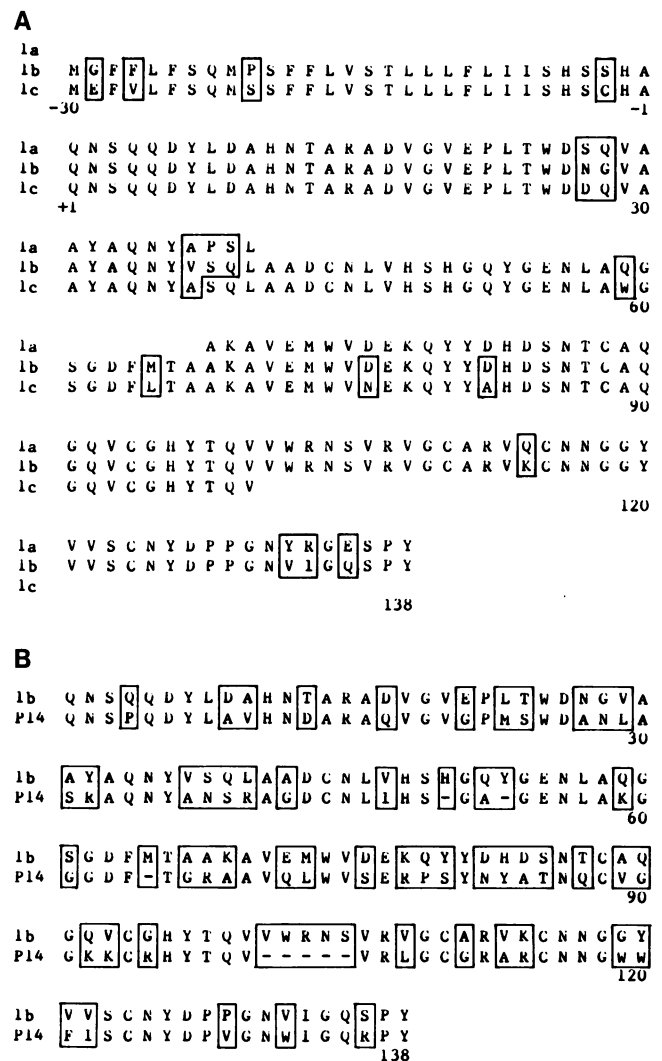 A
1a
1b M G F F L F S Q M P S F F L V S T L L L F L I I S H S S H A
1c M E F V L F S Q M S S F F L V S T L L L F L I I S H S C H A
-30 -1
1a Q N S Q Q D Y L D A H N T A R A D V G V E P L T W D S Q V A
1b Q N S Q Q D Y L D A H N T A R A D V G V E P L T W D N G V A
1c Q N S Q Q D Y L D A H N T A R A D V G V E P L T W D D Q V A
+1 30
1a A Y A Q N Y A P S L
1b A Y A Q N Y V S Q L A A D C N L V H S H G Q Y G E N L A Q G
1c A Y A Q N Y A S Q L A A D C N L V H S H G Q Y G E N L A W G
60
1a A K A V E M W V D E K Q Y Y D H D S N T C A Q
1b S G D F M T A A K A V E M W V D E K Q Y Y D H D S N T C A Q
1c S G D F L T A A K A V E M W V N E K Q Y Y A H D S N T C A Q
90
1a G Q V C G H Y T Q V V W R N S V R V G C A R V Q C N N G G Y
1b G Q V C G H Y T Q V V W R N S V R V G C A R V K C N N G G Y
1c G Q V C G H Y T Q V
120
1a V V S C N Y D P P G N Y R G E S P Y
1b V V S C N Y D P P G N V I G Q S P Y
1c
138
B
1b Q N S Q Q D Y L D A H N T A R A D V G V E P L T W D N G V A
P14 Q N S P Q D Y L A V H N D A R A Q V G V G P M S W D A N L A
30
1b A Y A Q N Y V S Q L A A D C N L V H S H G Q Y G E N L A Q G
P14 S K A Q N Y A N S R A G D C N L I H S - G A - G E N L A K G
60
1b S G D F M T A A K A V E M W V D E K Q Y Y D H D S N T C A Q
P14 G G D F - T G R A A V Q L W V S E R P S Y N Y A T N Q C V G
90
1b G Q V C G H Y T Q V V W R N S V R V G C A R V K C N N G G Y
P14 G K K C R H Y T Q V - - - - - V R L G C G R A R C N N G W W
120
1b V V S C N Y D P P G N V I G Q S P Y
P14 F I S C N Y D P V G N W I G Q R P Y
138